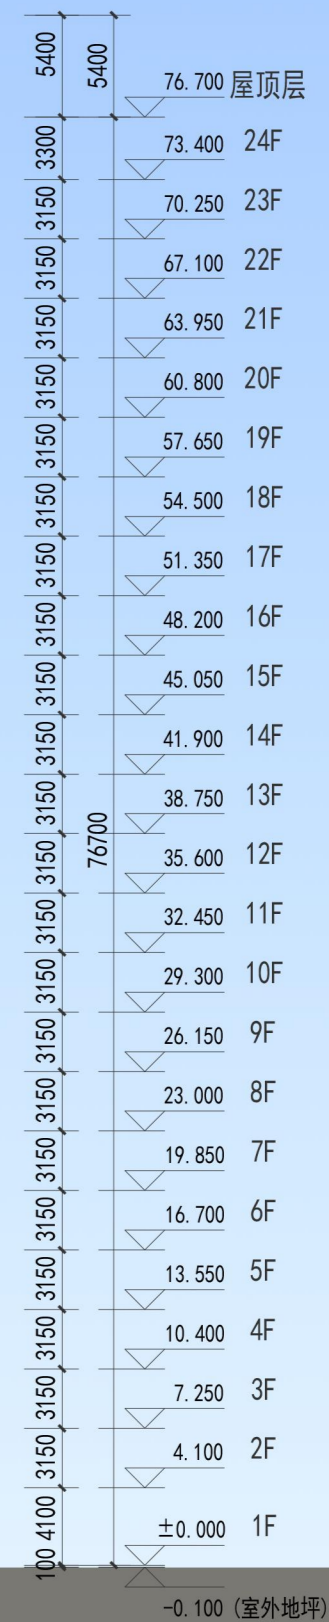 5400
5400
76.700 屋顶层
3300
73.400 24F
3150
70.250 23F
3150
67.100 22F
3150
63.950 21F
3150
60.800 20F
3150
57.650 19F
3150
54.500 18F
3150
51.350 17F
3150
48.200 16F
3150
45.050 15F
3150
41.900 14F
3150
38.750 13F
3150
76700
35.600 12F
3150
32.450 11F
3150
29.300 10F
3150
26.150 9F
3150
23.000 8F
3150
19.850 7F
3150
16.700 6F
3150
13.550 5F
3150
10.400 4F
3150
7.250 3F
3150
4.100 2F
4100
±0.000 1F
100
-0.100 (室外地坪)